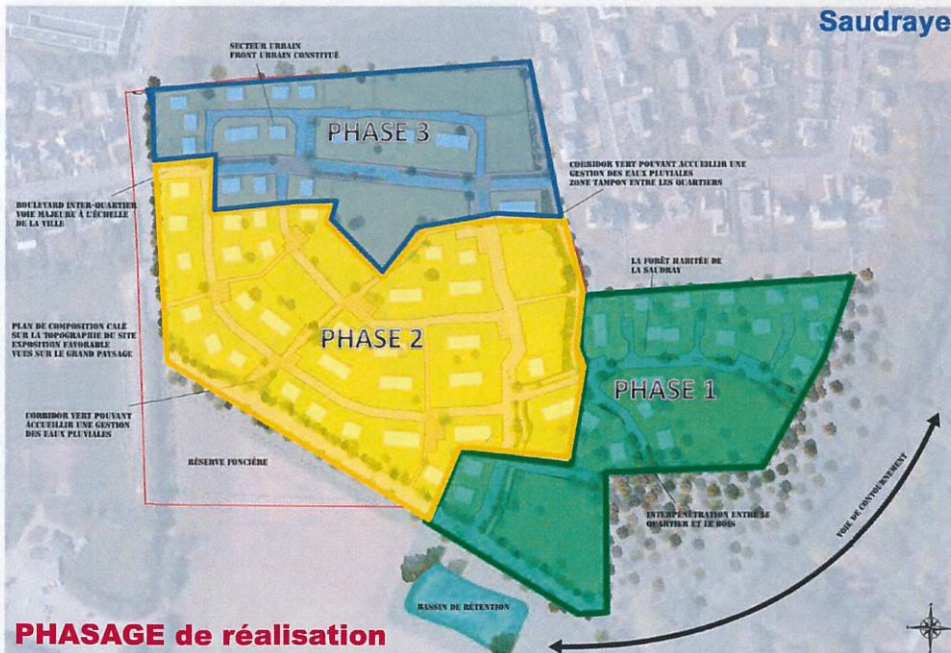 Saudraye
SECTEUR URBAIN
FRONT URBAIN CONSTITUÉ
PHASE 3
CORRIDOR VERT POUVANT ACCUEILLIR UNE
GESTION DES EAUX PLUVIALES
ZONE TAMPON ENTRE LES QUARTIERS
BOULEVARD INTER-QUARTIER
VOIE MAJEURE À L'ÉCHELLE
DE LA VILLE
LA FORÊT HABITÉE DE
LA SAUDRAY
PLAN DE COMPOSITION CALÉ
SUR LA TOPOGRAPHIE DU SITE
EXPOSITION FAVORABLE
VUES SUR LE GRAND PAYSAGE
PHASE 2
PHASE 1
CORRIDOR VERT POUVANT
ACCUEILLIR UNE GESTION
DES EAUX PLUVIALES
RÉSERVE FONCIÈRE
INTERPÉNÉTRATION ENTRE LE
QUARTIER ET LE BOIS
VOIE DE CONTOURNEMENT
BASSIN DE RÉTENTION
PHASAGE de réalisation